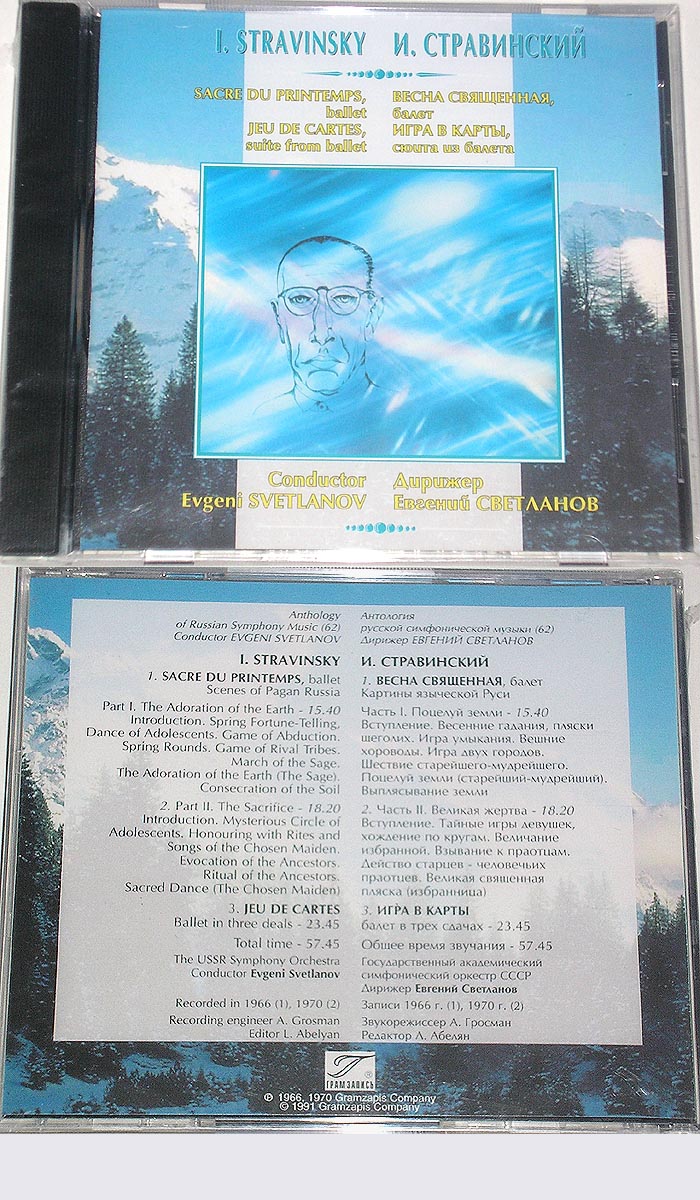 I. STRAVINSKY И. СТРАВИНСКИЙ
SACRE DU PRINTEMPS,
ballet
JEU DE CARTES,
suite from ballet
ВЕСНА СВЯЩЕННАЯ,
балет
ИГРА В КАРТЫ,
сюита из балета
Conductor
Evgeni SVETLANOV
Дирижер
Евгений СВЕТЛАНОВ
Anthology
of Russian Symphony Music (62)
Conductor EVGENI SVETLANOV
I. STRAVINSKY
1. SACRE DU PRINTEMPS, ballet
Scenes of Pagan Russia
Part I. The Adoration of the Earth - 15.40
Introduction. Spring Fortune-Telling,
Dance of Adolescents. Game of Abduction.
Spring Rounds. Game of Rival Tribes.
March of the Sage.
The Adoration of the Earth (The Sage).
Consecration of the Soil
2. Part II. The Sacrifice - 18.20
Introduction. Mysterious Circle of
Adolescents. Honouring with Rites and
Songs of the Chosen Maiden.
Evocation of the Ancestors.
Ritual of the Ancestors.
Sacred Dance (The Chosen Maiden)
3. JEU DE CARTES
Ballet in three deals - 23.45
Total time - 57.45
The USSR Symphony Orchestra
Conductor Evgeni Svetlanov
Recorded in 1966 (1), 1970 (2)
Recording engineer A. Grosman
Editor L. Abelyan
Антология
русской симфонической музыки (62)
Дирижер ЕВГЕНИЙ СВЕТЛАНОВ
И. СТРАВИНСКИЙ
1. ВЕСНА СВЯЩЕННАЯ, балет
Картины языческой Руси
Часть I. Поцелуй земли - 15.40
Вступление. Весенние гадания, пляски
щеголих. Игра умыкания. Вешние
хороводы. Игра двух городов.
Шествие старейшего-мудрейшего.
Поцелуй земли (старейший-мудрейший).
Выплясывание земли
2. Часть II. Великая жертва - 18.20
Вступление. Тайные игры девушек,
хождение по кругам. Величание
избранной. Взывание к праотцам.
Действо старцев - человечьих
праотцев. Великая священная
пляска (избранница)
3. ИГРА В КАРТЫ
балет в трех сдачах - 23.45
Общее время звучания - 57.45
Государственный академический
симфонический оркестр СССР
Дирижер Евгений Светланов
Записи 1966 г. (1), 1970 г. (2)
Звукорежиссер А. Гросман
Редактор Л. Абелян
ГРАМЗАПИСЬ ®
℗ 1966, 1970 Gramzapis Company
© 1991 Gramzapis Company